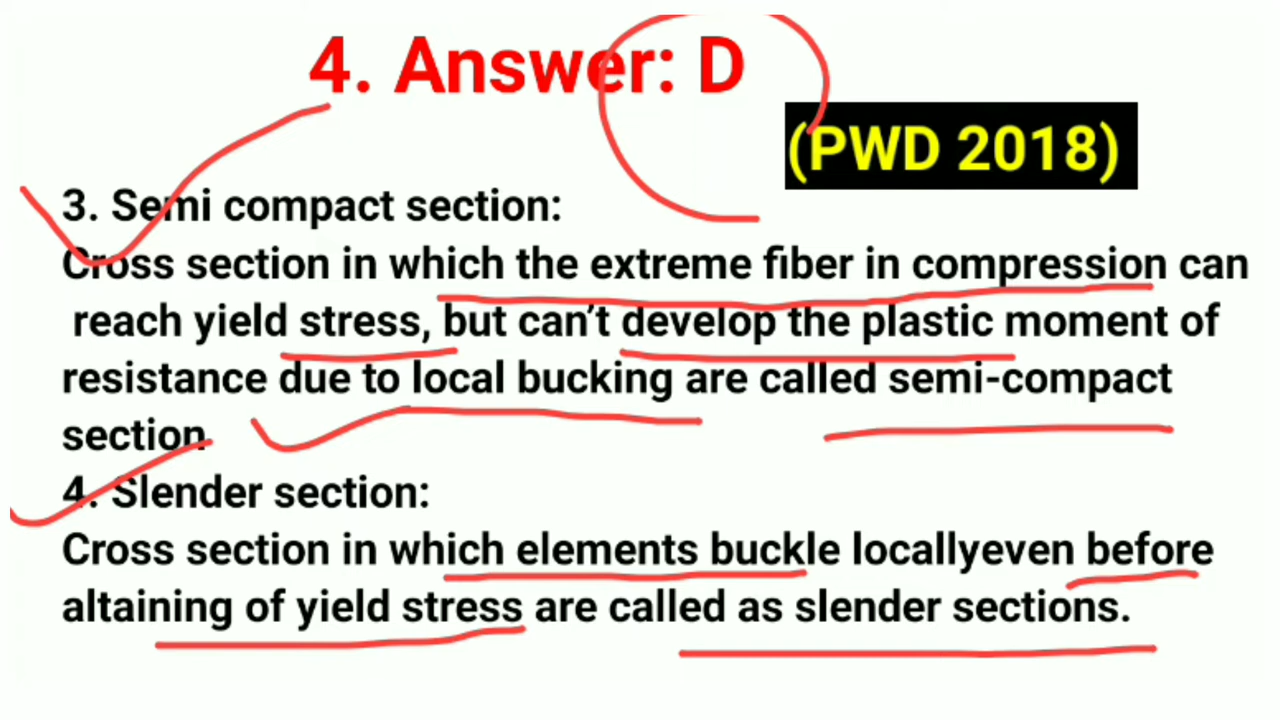 4. Answer: D
(PWD 2018)
3. Semi compact section:
Cross section in which the extreme fiber in compression can
reach yield stress, but can't develop the plastic moment of
resistance due to local bucking are called semi-compact
section
4. Slender section:
Cross section in which elements buckle locallyeven before
altaining of yield stress are called as slender sections.